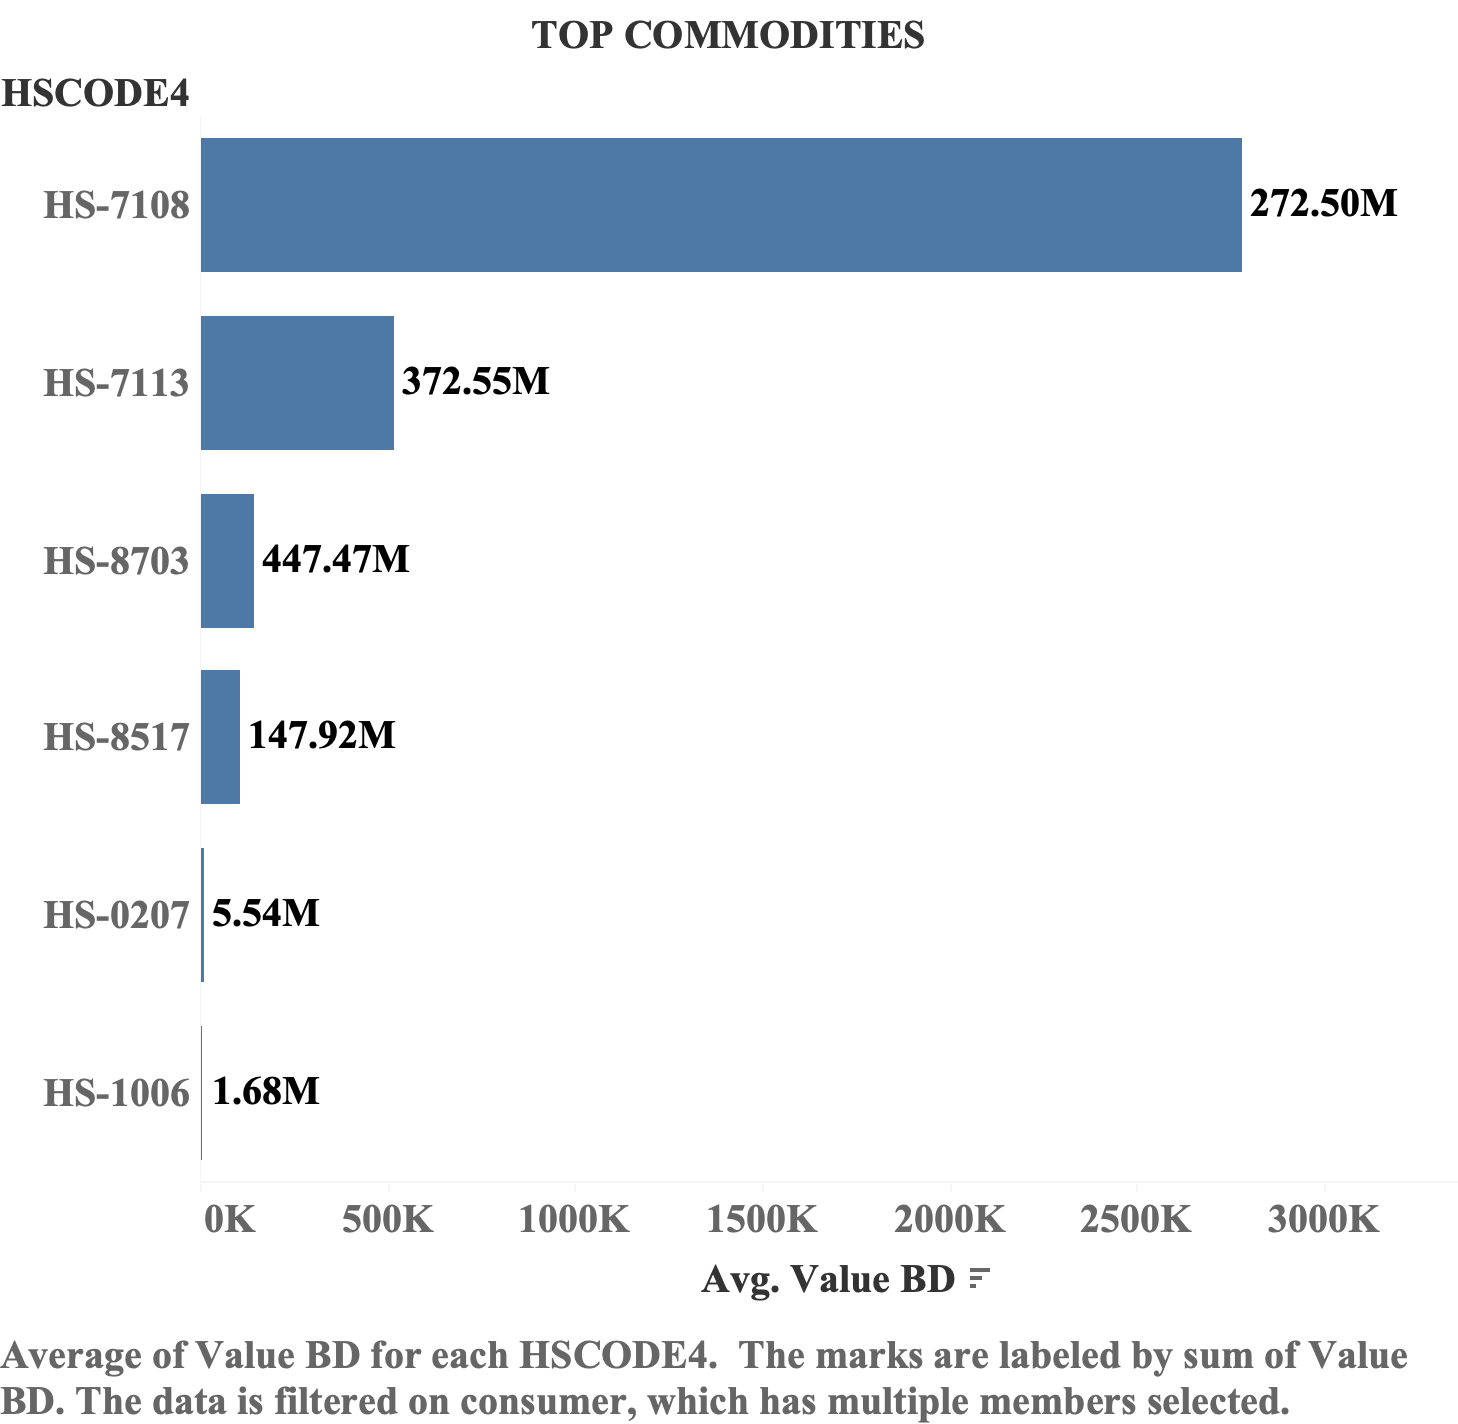 TOP COMMODITIES
HSCODE4
HS-7108 272.50M
HS-7113 372.55M
HS-8703 447.47M
HS-8517 147.92M
HS-0207 5.54M
HS-1006 1.68M
0K 500K 1000K 1500K 2000K 2500K 3000K
Avg. Value BD
Average of Value BD for each HSCODE4.  The marks are labeled by sum of Value
BD. The data is filtered on consumer, which has multiple members selected.